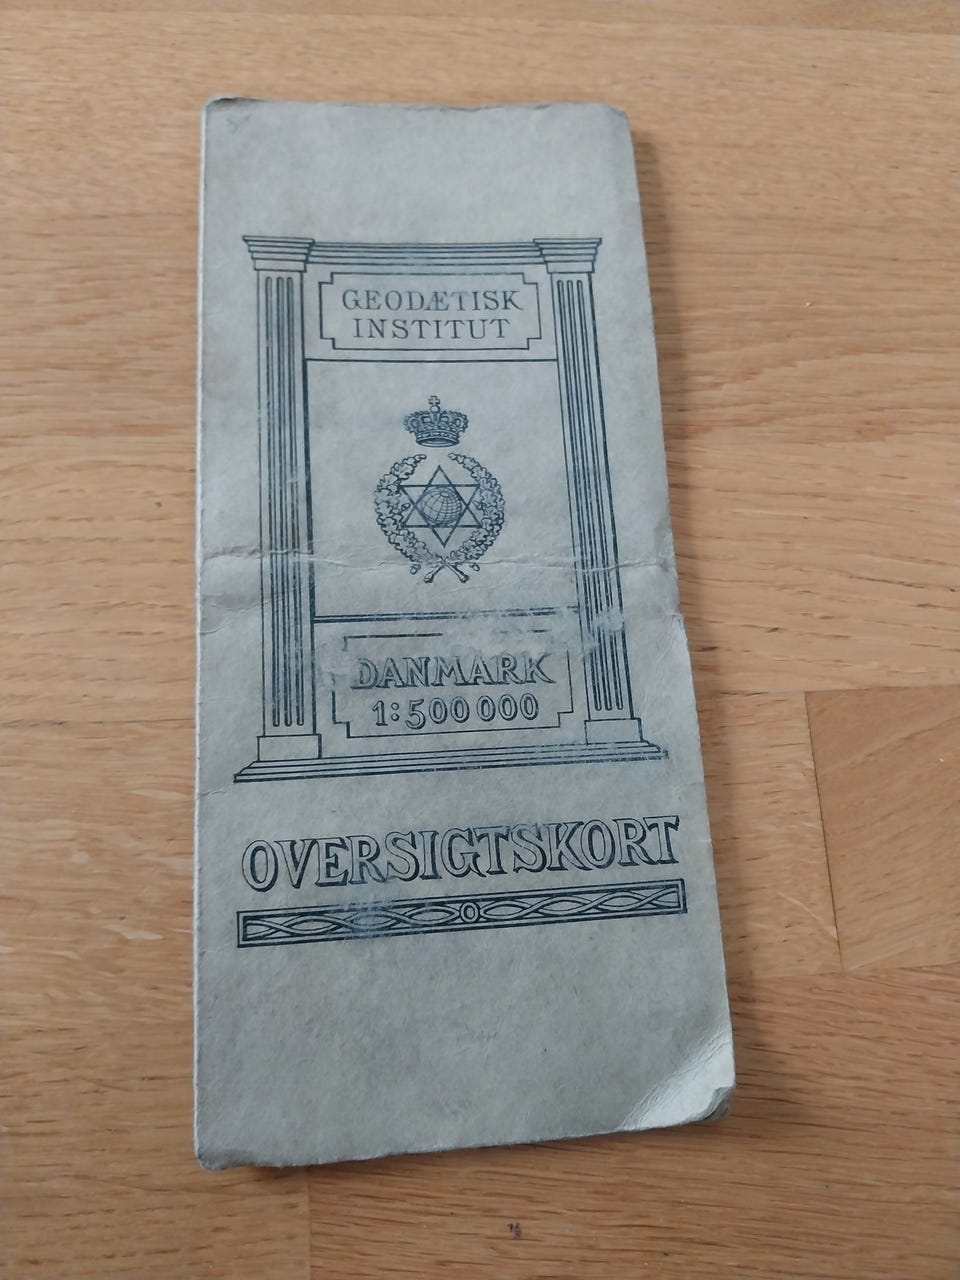 GEODÆTISK
INSTITUT
DANMARK
1:500 000
OVERSIGTSKORT